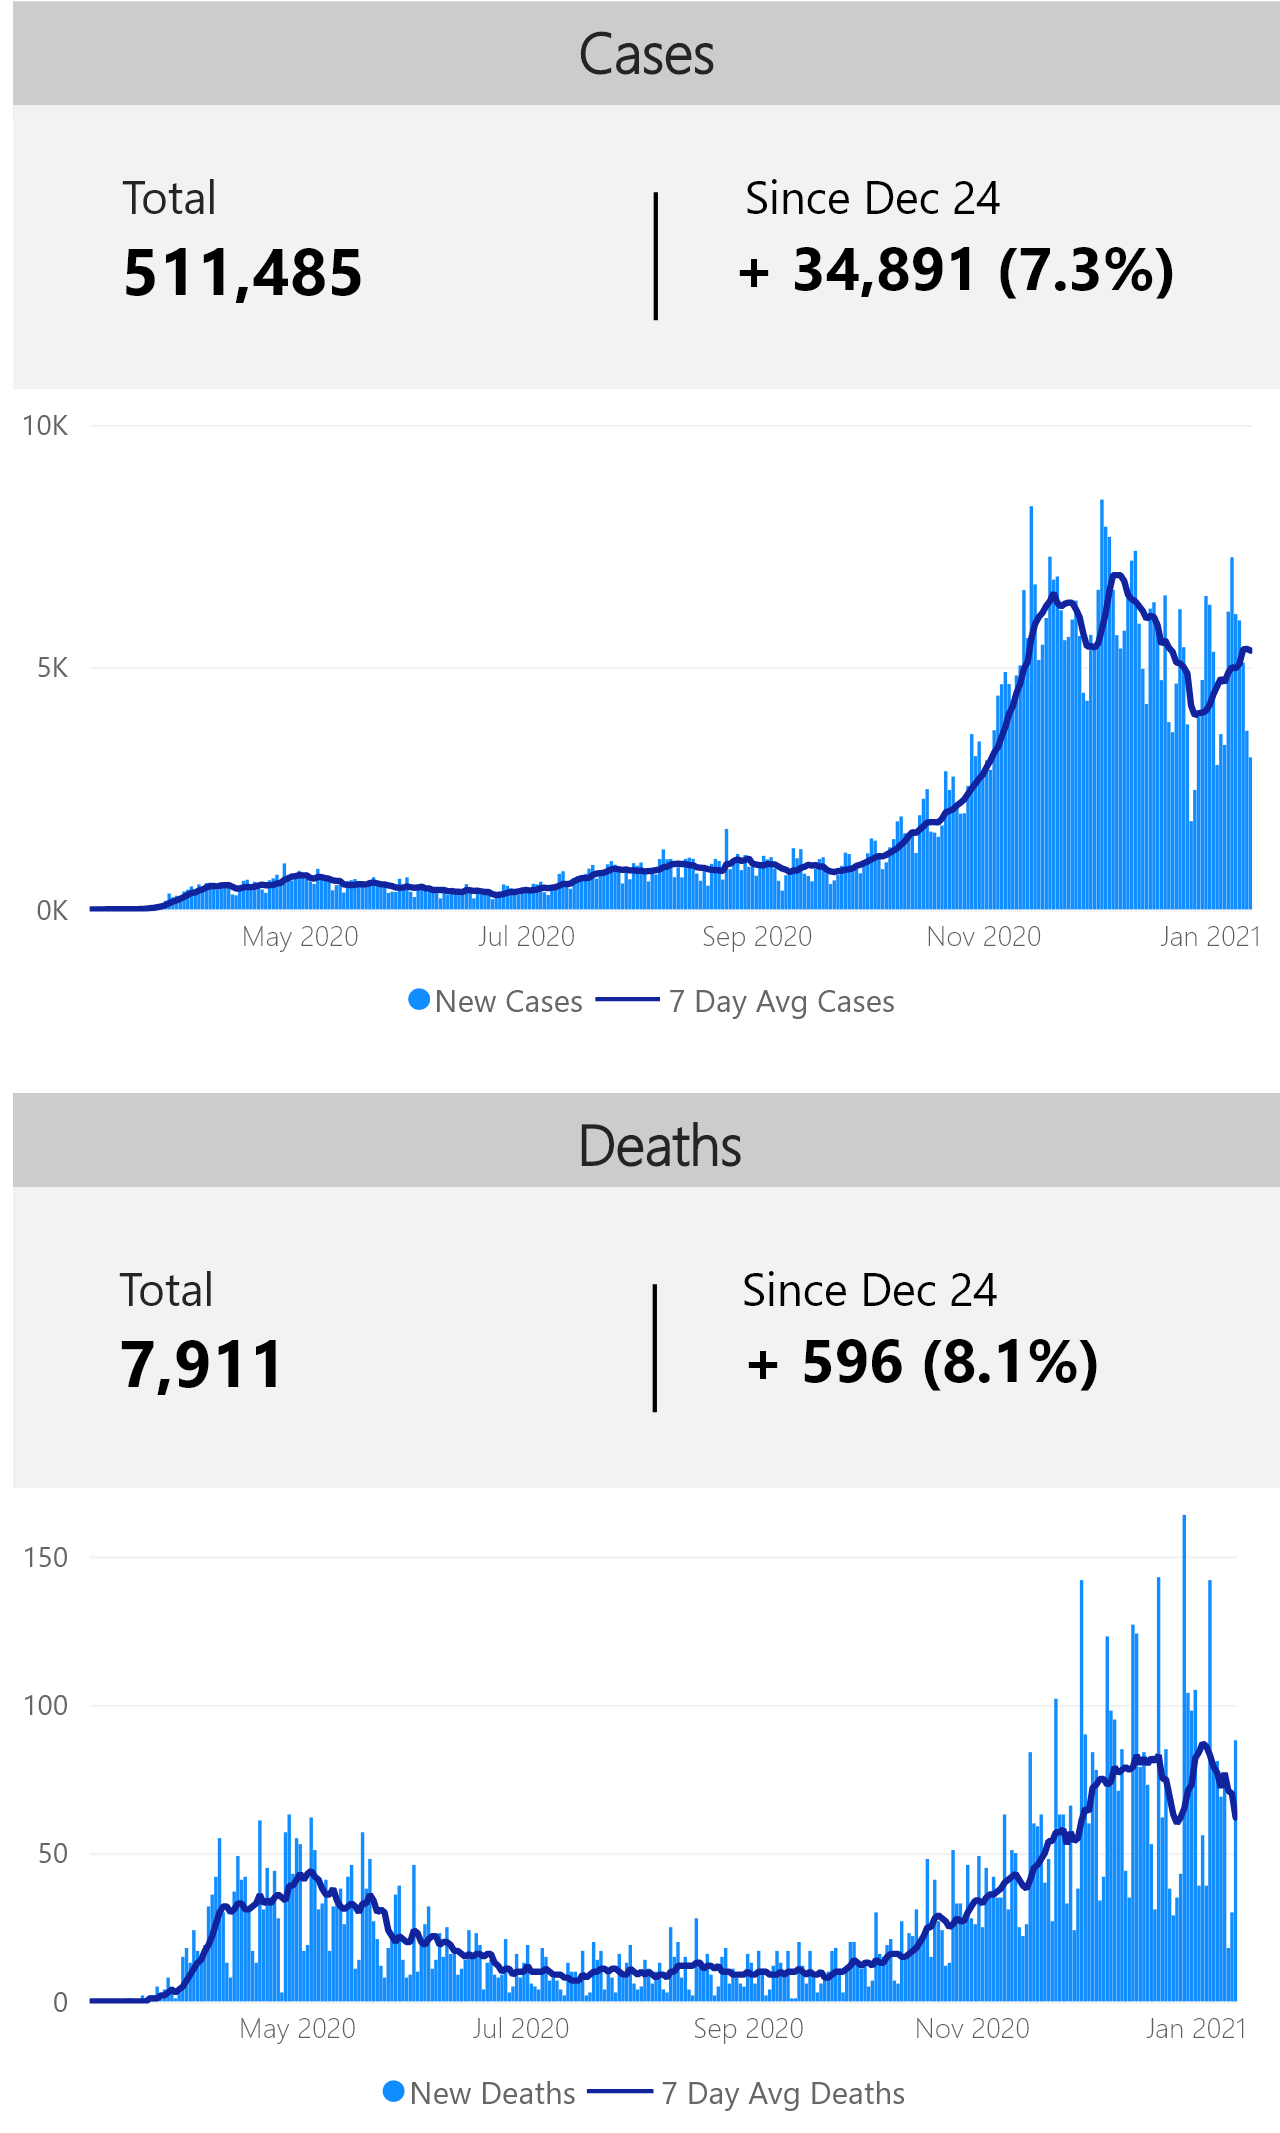 Cases
Total
Since Dec 24
511,485
+ 34,891 (7.3%)
10K
5K
0K
May 2020
Jul 2020
Sep 2020
Nov 2020
Jan 2021
New Cases
7 Day Avg Cases
Deaths
Total
Since Dec 24
7,911
+ 596 (8.1%)
150
100
50
0
May 2020
Jul 2020
Sep 2020
Nov 2020
Jan 2021
New Deaths
7 Day Avg Deaths